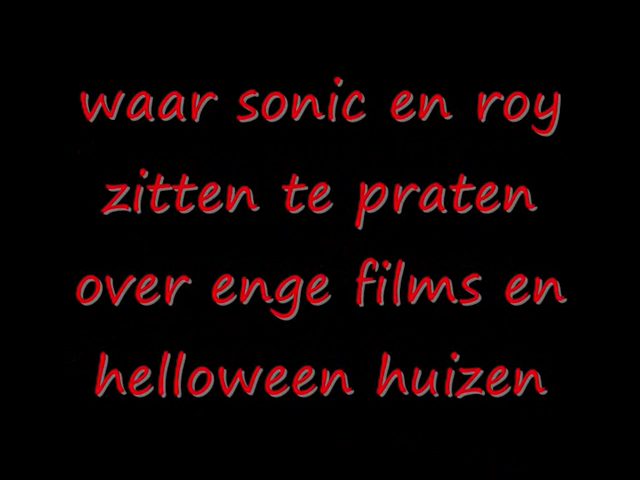 waar sonic en roy
zitten te praten
over enge films en
helloween huizen